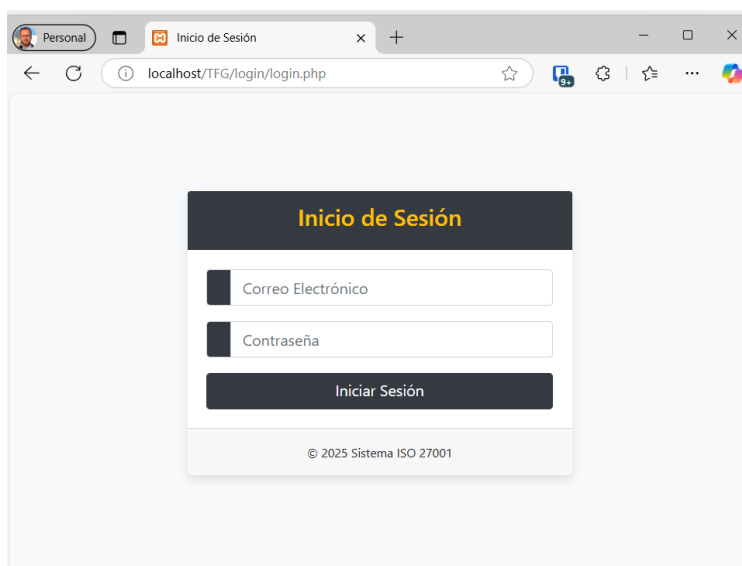 Personal
Inicio de Sesión
localhost/TFG/login/login.php
9+
Inicio de Sesión
Correo Electrónico
Contraseña
Iniciar Sesión
© 2025 Sistema ISO 27001